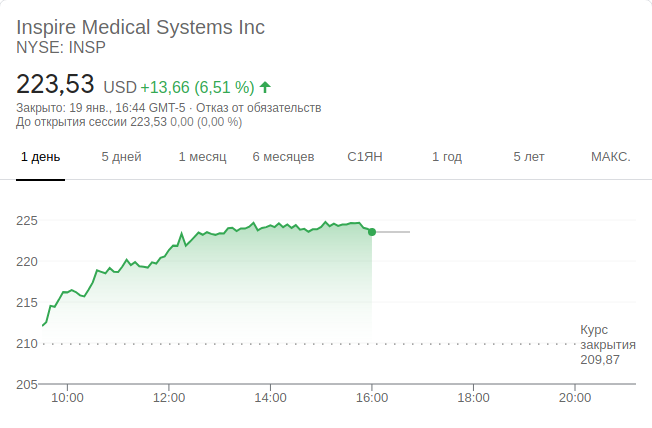 Inspire Medical Systems Inc
NYSE: INSP
223,53 USD +13,66 (6,51 %)
Закрыто: 19 янв., 16:44 GMT-5 · Отказ от обязательств
До открытия сессии 223,53 0,00 (0,00 %)
1 день 5 дней 1 месяц 6 месяцев С1ЯН 1 год 5 лет МАКС.
225
220
215
210
205
Курс
закрытия
209,87
10:00 12:00 14:00 16:00 18:00 20:00